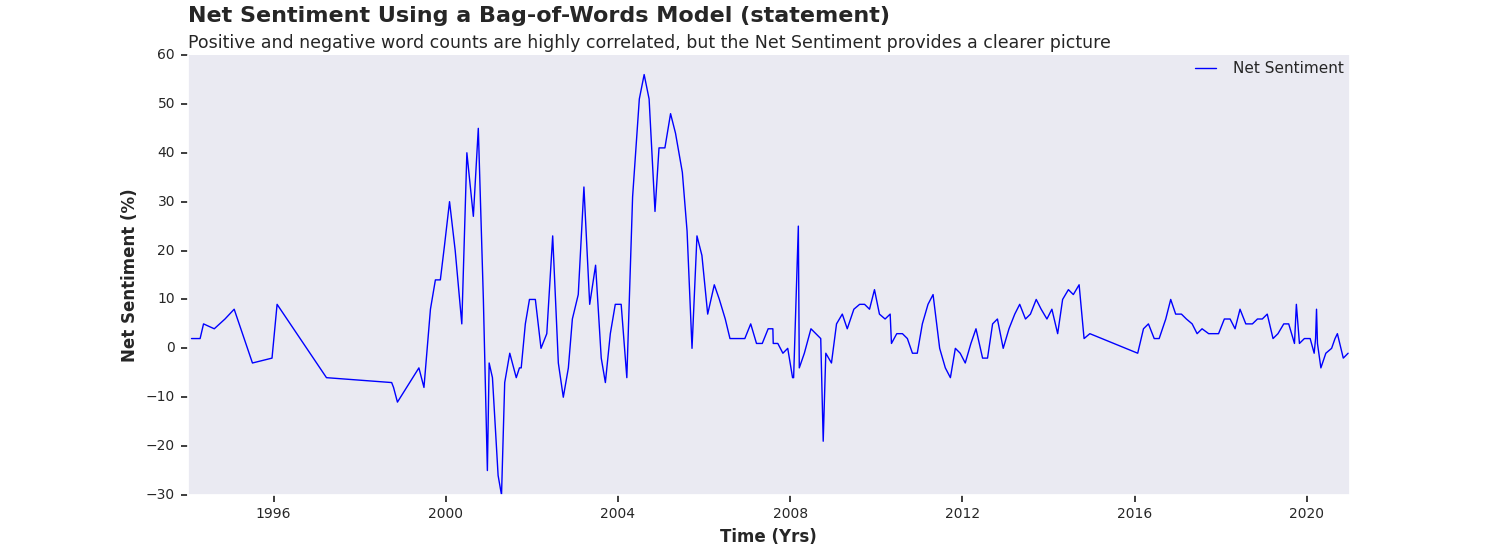 Net Sentiment Using a Bag-of-Words Model (statement)
Positive and negative word counts are highly correlated, but the Net Sentiment provides a clearer picture
Net Sentiment
60
50
40
30
20
10
0
−10
−20
−30
Net Sentiment (%)
1996 2000 2004 2008 2012 2016 2020
Time (Yrs)